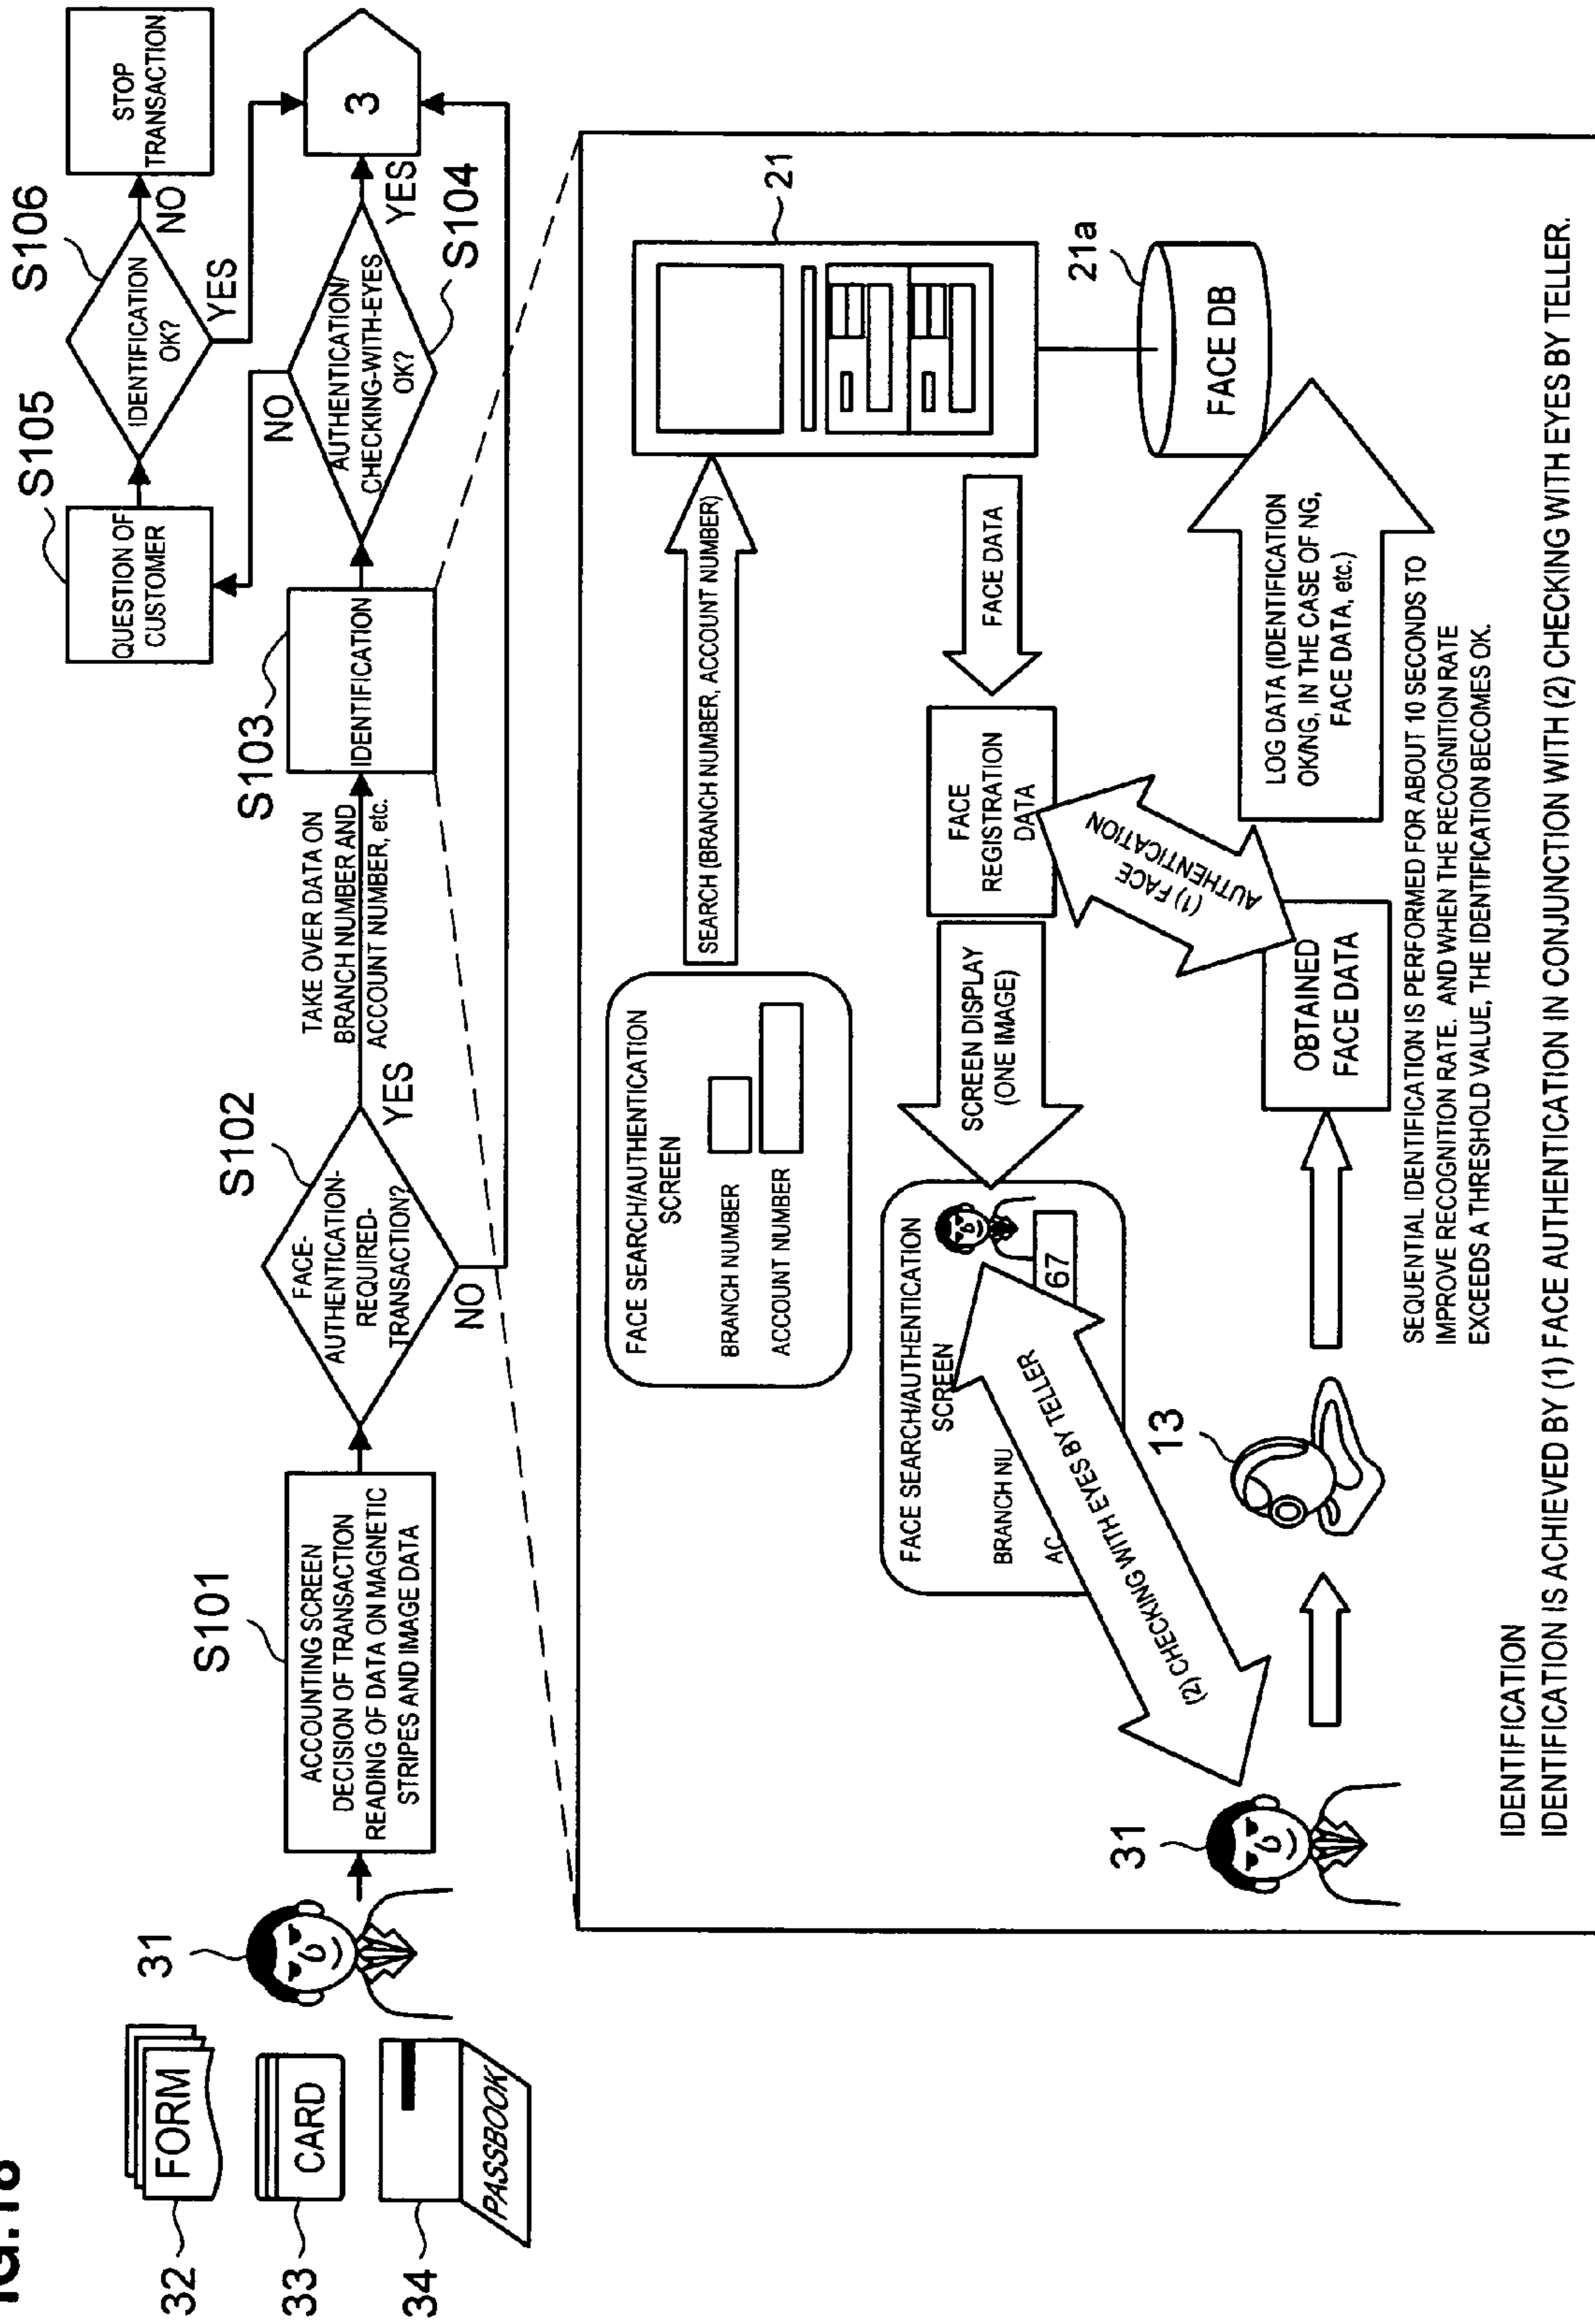 32
FORM
33
CARD
34
PASSBOOK
31
S101
ACCOUNTING SCREEN
DECISION OF TRANSACTION
READING OF DATA ON MAGNETIC
STRIPES AND IMAGE DATA
S102
FACE-
AUTHENTICATION-
REQUIRED-
TRANSACTION?
YES
NO
TAKE OVER DATA ON
BRANCH NUMBER AND
ACCOUNT NUMBER, etc.
S103
IDENTIFICATION
S104
AUTHENTICATION/
CHECKING-WITH-EYES
OK?
NO
YES
S105
QUESTION OF
CUSTOMER
S106
IDENTIFICATION
OK?
NO
YES
STOP
TRANSACTION
3
FACE SEARCH/AUTHENTICATION
SCREEN
BRANCH NUMBER
ACCOUNT NUMBER
SEARCH (BRANCH NUMBER, ACCOUNT NUMBER)
21
FACE SEARCH/AUTHENTICATION
SCREEN
BRANCH NU
AC
67
SCREEN DISPLAY
(ONE IMAGE)
FACE
REGISTRATION
DATA
FACE DATA
21a
FACE DB
(2) CHECKING WITH EYES BY TELLER
(1) FACE
AUTHENTICATION
31
13
OBTAINED
FACE DATA
LOG DATA (IDENTIFICATION
OK/NG, IN THE CASE OF NG,
FACE DATA, etc.)
SEQUENTIAL IDENTIFICATION IS PERFORMED FOR ABOUT 10 SECONDS TO
IMPROVE RECOGNITION RATE. AND WHEN THE RECOGNITION RATE
EXCEEDS A THRESHOLD VALUE, THE IDENTIFICATION BECOMES OK.
IDENTIFICATION
IDENTIFICATION IS ACHIEVED BY (1) FACE AUTHENTICATION IN CONJUNCTION WITH (2) CHECKING WITH EYES BY TELLER.